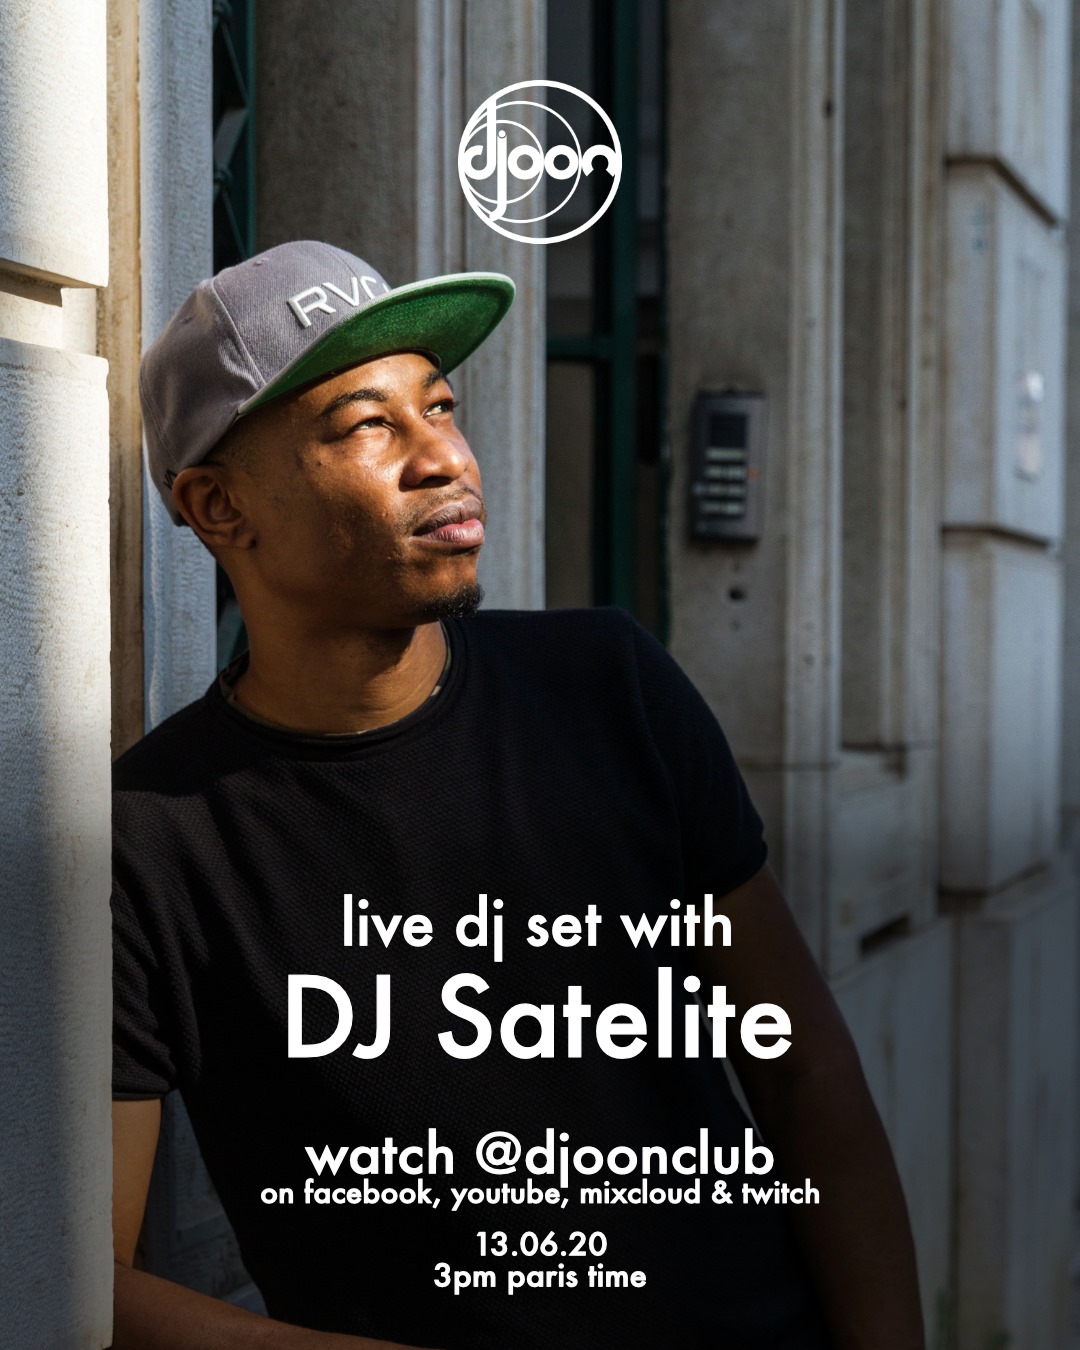 djoon
RVC
live dj set with
DJ Satelite
watch @djoonclub
on facebook, youtube, mixcloud & twitch
13.06.20
3pm paris time